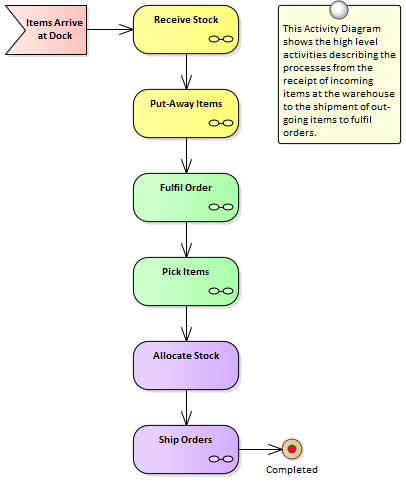 Items Arrive
at Dock
Receive Stock
This Activity Diagram
shows the high level
activities describing the
processes from the
receipt of incoming
items at the warehouse
to the shipment of out-
going items to fulfil
orders.
Put-Away Items
Fulfil Order
Pick Items
Allocate Stock
Ship Orders
Completed